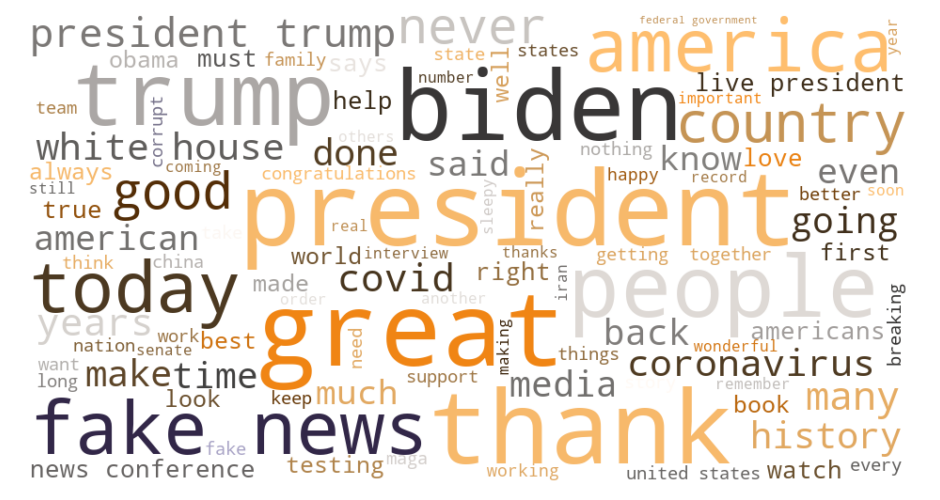 federal government
president trump never america year
obama must family says state states
trump number well live president
team help biden important
corrupt others country
white house done said nothing know love
always coming congratulations really happy record even
still good president better soon
true sleepy going
american take real
think china world interview thanks getting together first
today made covid right iran people
order another
years great back americans breaking
nation work best need making wonderful
want senate things coronavirus
long make time support media remember
look keep much book many
fake news thank history
fake maga
news conference testing working united states watch every